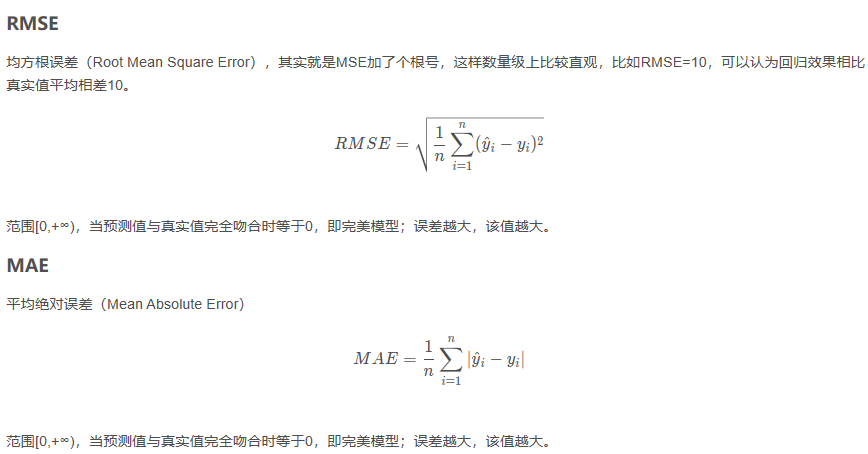 RMSE
均方根误差（Root Mean Square Error），其实就是MSE加了个根号，这样数量级上比较直观，比如RMSE=10，可以认为回归效果相比
真实值平均相差10。
RMSE = \sqrt{\frac{1}{n}\sum_{i=1}^{n}(\hat{y}_i - y_i)^2}
范围[0,+∞)，当预测值与真实值完全吻合时等于0，即完美模型；误差越大，该值越大。
MAE
平均绝对误差（Mean Absolute Error）
MAE = \frac{1}{n}\sum_{i=1}^{n}|\hat{y}_i - y_i|
范围[0,+∞)，当预测值与真实值完全吻合时等于0，即完美模型；误差越大，该值越大。